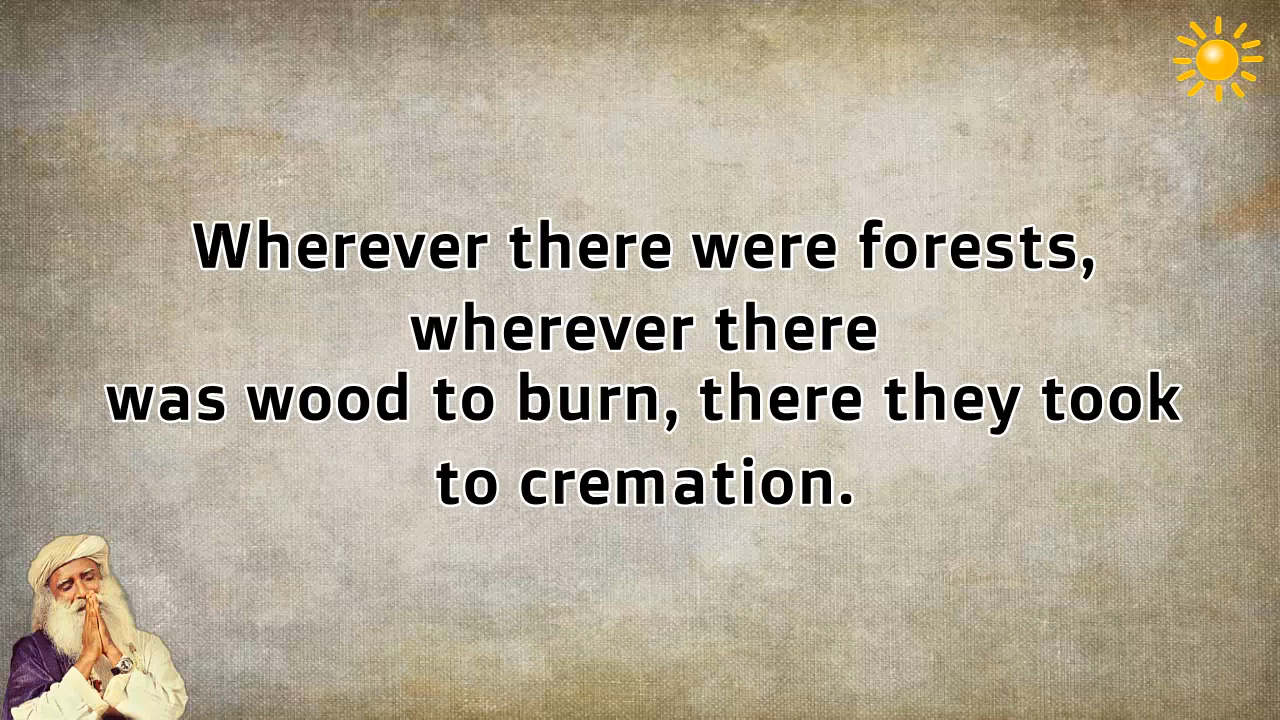 Wherever there were forests,
wherever there
was wood to burn, there they took
to cremation.